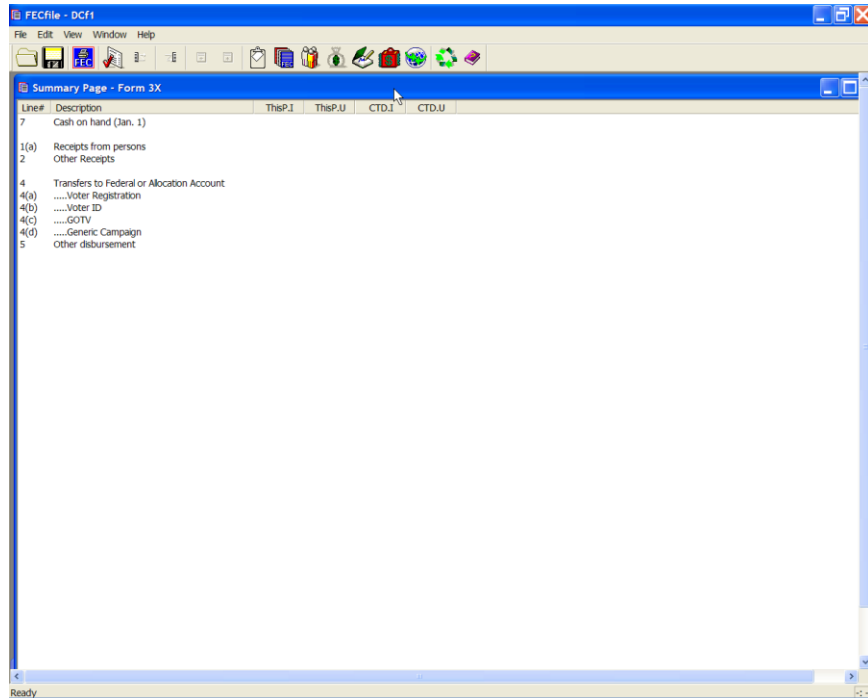 FECfile - DCf1
File Edit View Window Help
FEC
Summary Page - Form 3X
Line# Description ThisP.I ThisP.U CTD.I CTD.U
7 Cash on hand (Jan. 1)
1(a) Receipts from persons
2 Other Receipts
4 Transfers to Federal or Allocation Account
4(a) .....Voter Registration
4(b) .....Voter ID
4(c) .....GOTV
4(d) .....Generic Campaign
5 Other disbursement
Ready